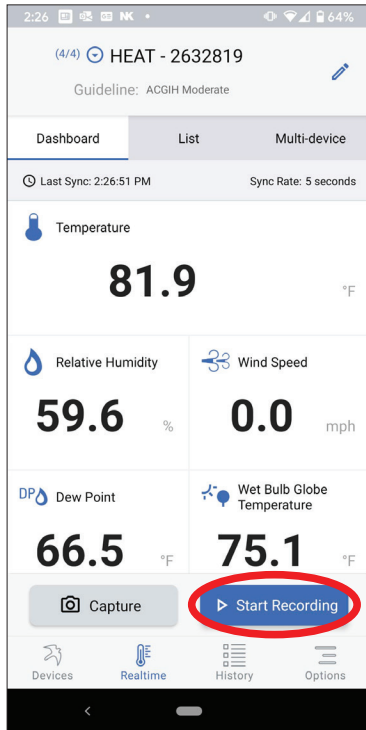 2:26 NK • 64%
(4/4) HEAT - 2632819
Guideline: ACGIH Moderate
Dashboard List Multi-device
Last Sync: 2:26:51 PM Sync Rate: 5 seconds
Temperature
81.9 °F
Relative Humidity
59.6 %
Wind Speed
0.0 mph
DP Dew Point
66.5 °F
Wet Bulb Globe
Temperature
75.1 °F
Capture Start Recording
Devices Realtime History Options